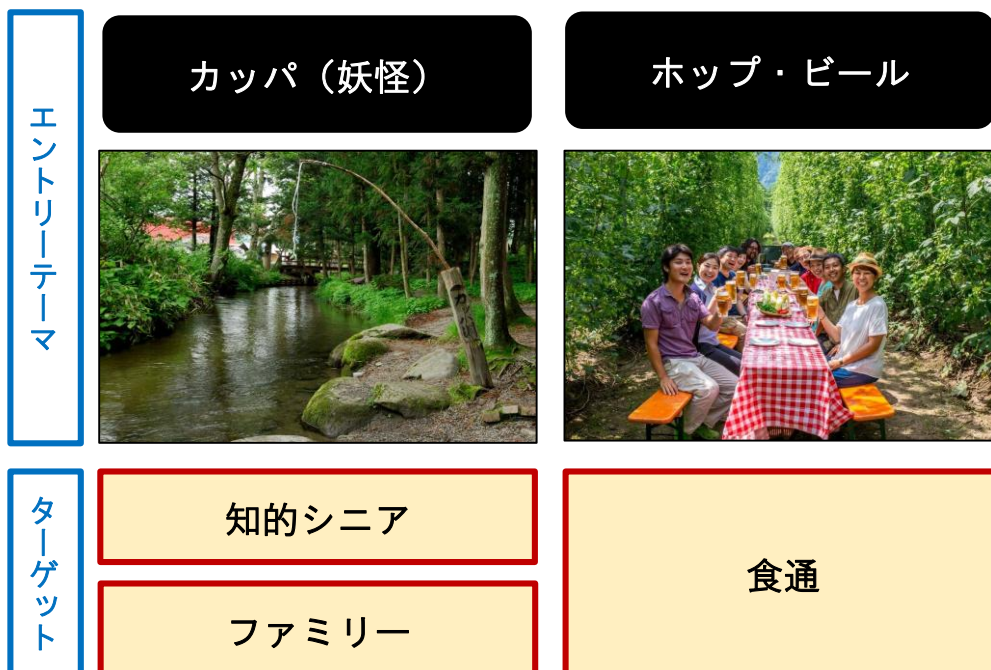 エントリーテーマ
カッパ（妖怪）
ホップ・ビール
ターゲット
知的シニア
ファミリー
食通